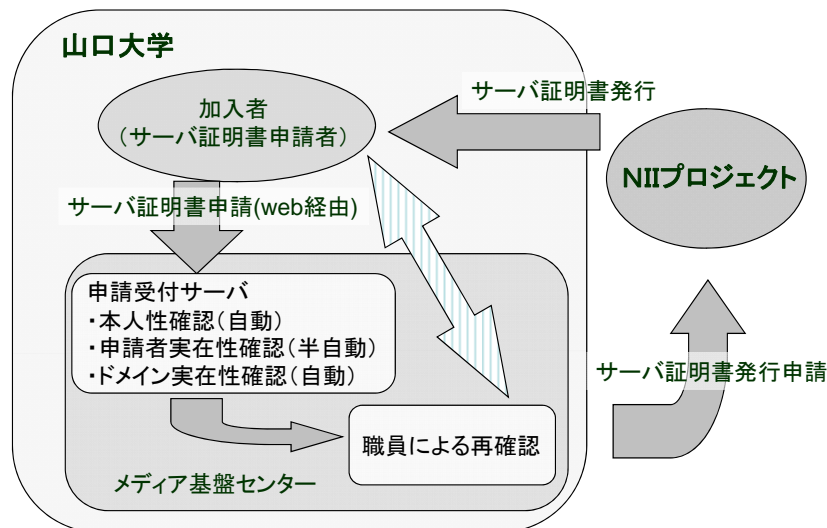 山口大学
サーバ証明書発行
加入者
（サーバ証明書申請者）
NIIプロジェクト
サーバ証明書申請(web経由)
申請受付サーバ
・本人性確認（自動）
・申請者実在性確認（半自動）
・ドメイン実在性確認（自動）
サーバ証明書発行申請
職員による再確認
メディア基盤センター